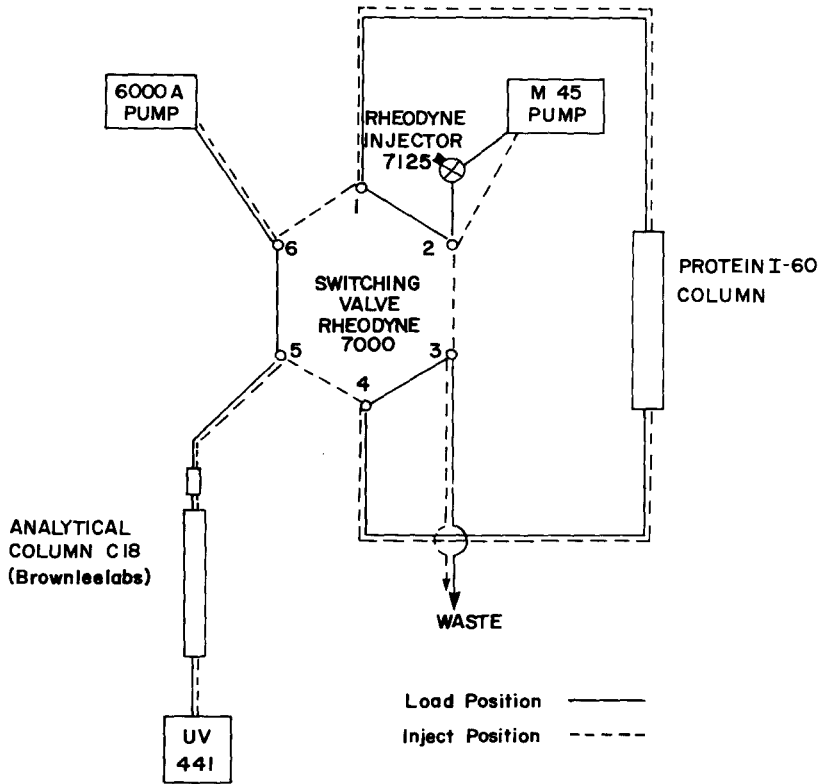 6000 A
PUMP
M 45
PUMP
RHEODYNE
INJECTOR
7125
1
2
6
SWITCHING
VALVE
RHEODYNE
7000
3
5
4
PROTEIN I-60
COLUMN
ANALYTICAL
COLUMN C18
(Brownleelabs)
WASTE
Load Position
Inject Position
UV
441